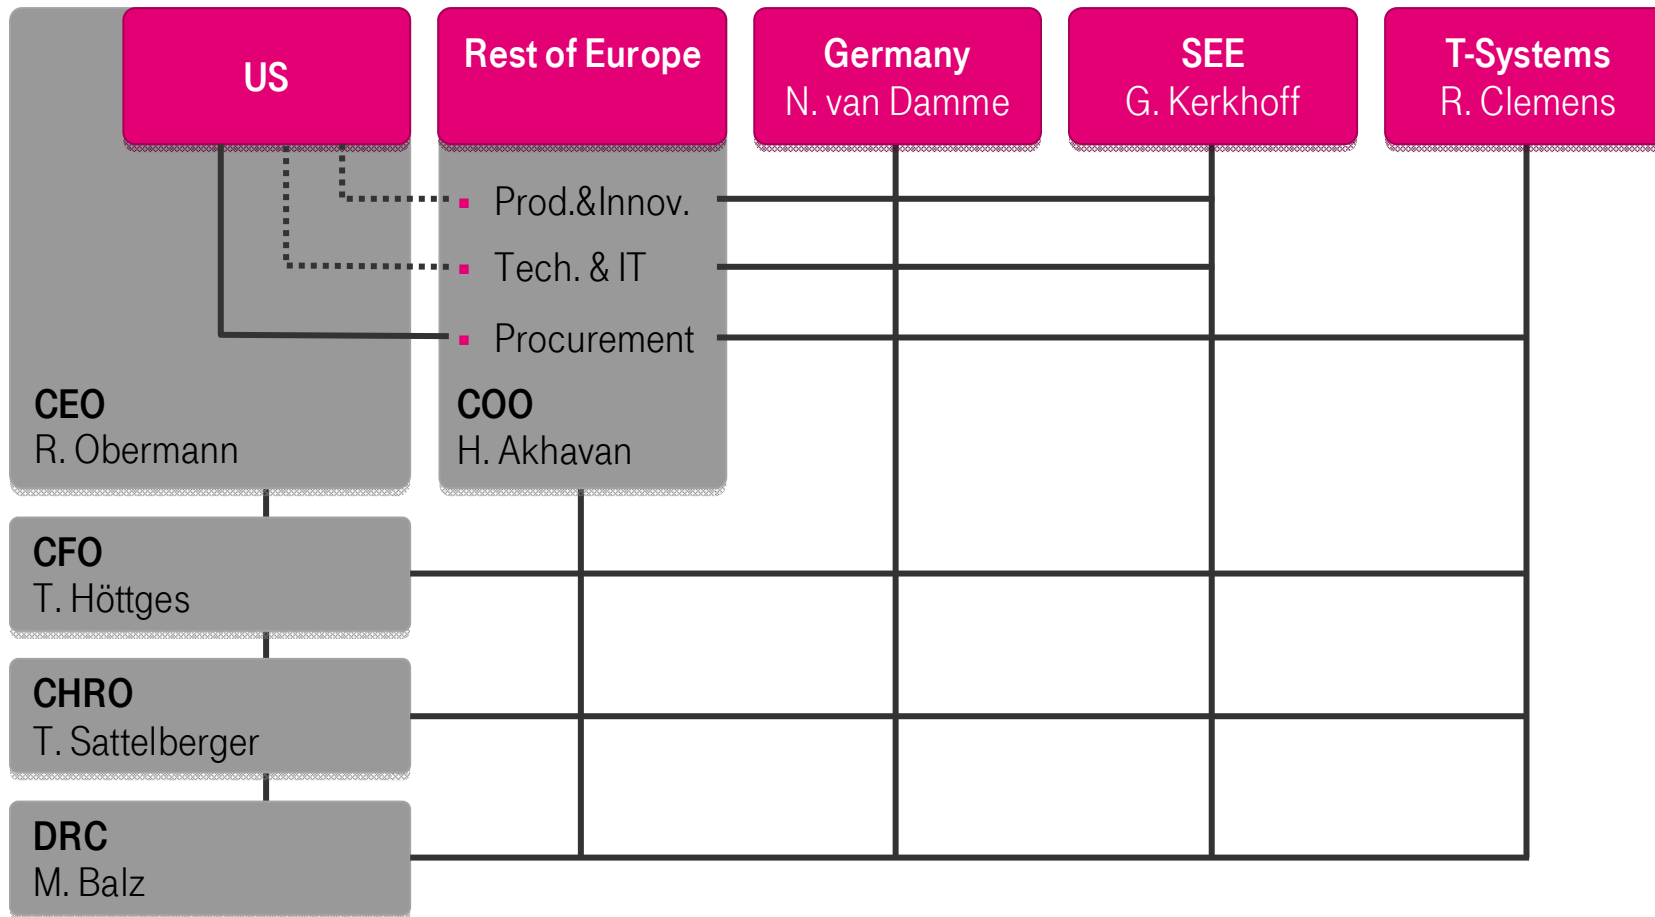 US
Rest of Europe
Germany
N. van Damme
SEE
G. Kerkhoff
T-Systems
R. Clemens
Prod.&Innov.
Tech. & IT
Procurement
CEO
R. Obermann
COO
H. Akhavan
CFO
T. Höttges
CHRO
T. Sattelberger
DRC
M. Balz